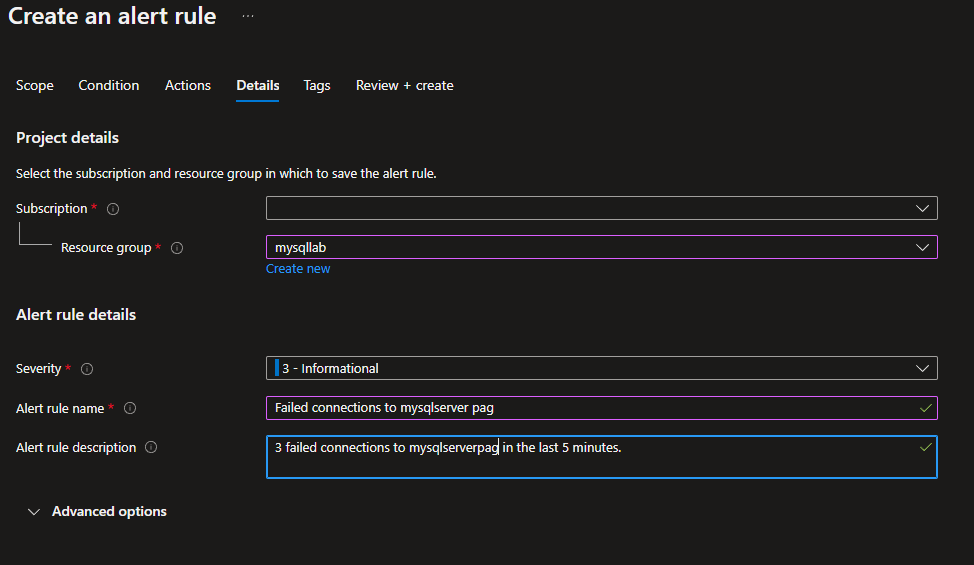 Create an alert rule ...
Scope Condition Actions Details Tags Review + create
Project details
Select the subscription and resource group in which to save the alert rule.
Subscription *
Resource group * mysqllab
Create new
Alert rule details
Severity * 3 - Informational
Alert rule name * Failed connections to mysqlserver pag
Alert rule description 3 failed connections to mysqlserverpag in the last 5 minutes.
Advanced options